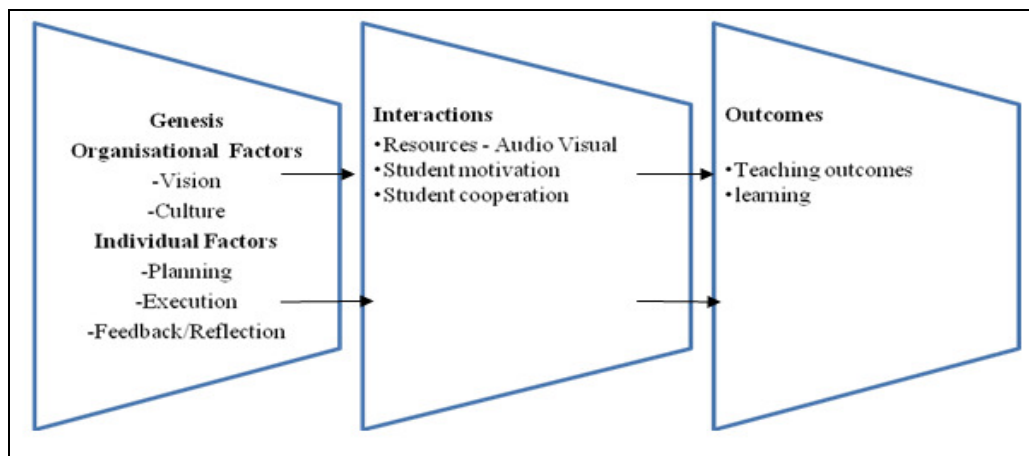 Genesis
Organisational Factors
-Vision
-Culture
Individual Factors
-Planning
-Execution
-Feedback/Reflection
Interactions
•Resources - Audio Visual
•Student motivation
•Student cooperation
Outcomes
•Teaching outcomes
•learning